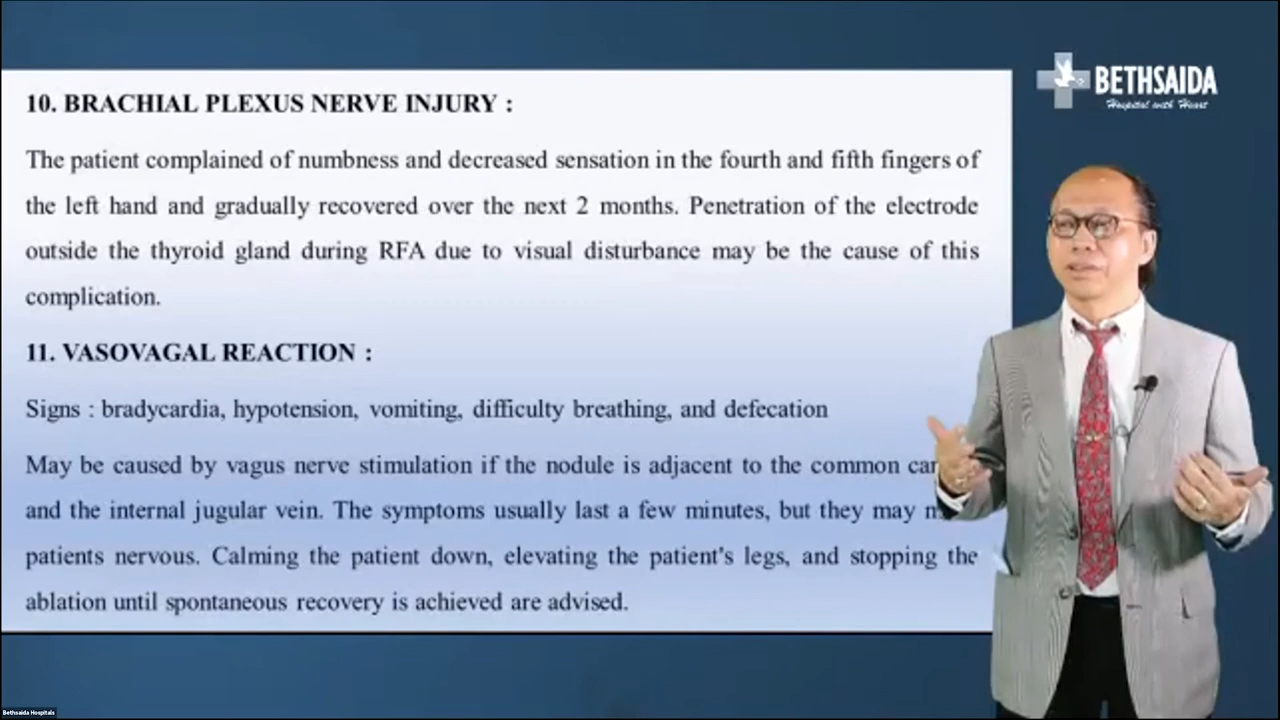 10. BRACHIAL PLEXUS NERVE INJURY :
The patient complained of numbness and decreased sensation in the fourth and fifth fingers of
the left hand and gradually recovered over the next 2 months. Penetration of the electrode
outside the thyroid gland during RFA due to visual disturbance may be the cause of this
complication.
11. VASOVAGAL REACTION :
Signs : bradycardia, hypotension, vomiting, difficulty breathing, and defecation
May be caused by vagus nerve stimulation if the nodule is adjacent to the common
and the internal jugular vein. The symptoms usually last a few minutes, but they may
patients nervous. Calming the patient down, elevating the patient's legs, and stopping the
ablation until spontaneous recovery is achieved are advised.
BETHSAIDA
Hospital with Heart
Bethsaida Hospitals